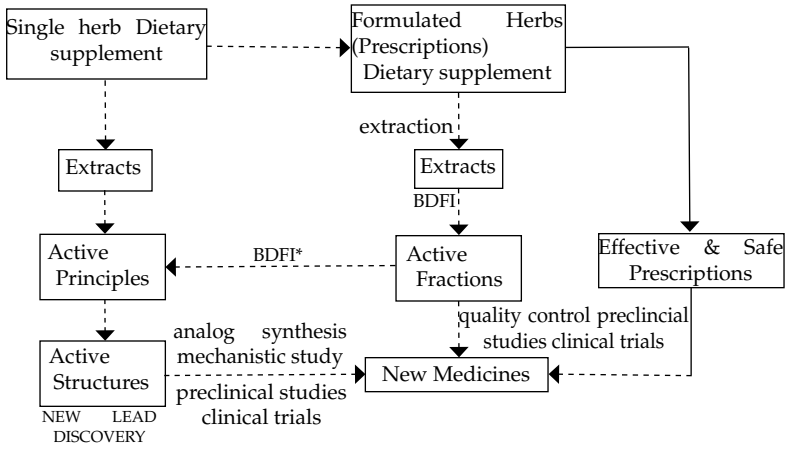 Single herb Dietary
supplement
Formulated Herbs
(Prescriptions)
Dietary supplement
extraction
Extracts
Extracts
BDFI
Active
Principles
BDFI*
Active
Fractions
Effective & Safe
Prescriptions
quality control preclincial
studies clinical trials
analog synthesis
mechanistic study
Active
Structures
preclinical studies
clinical trials
New Medicines
NEW LEAD
DISCOVERY